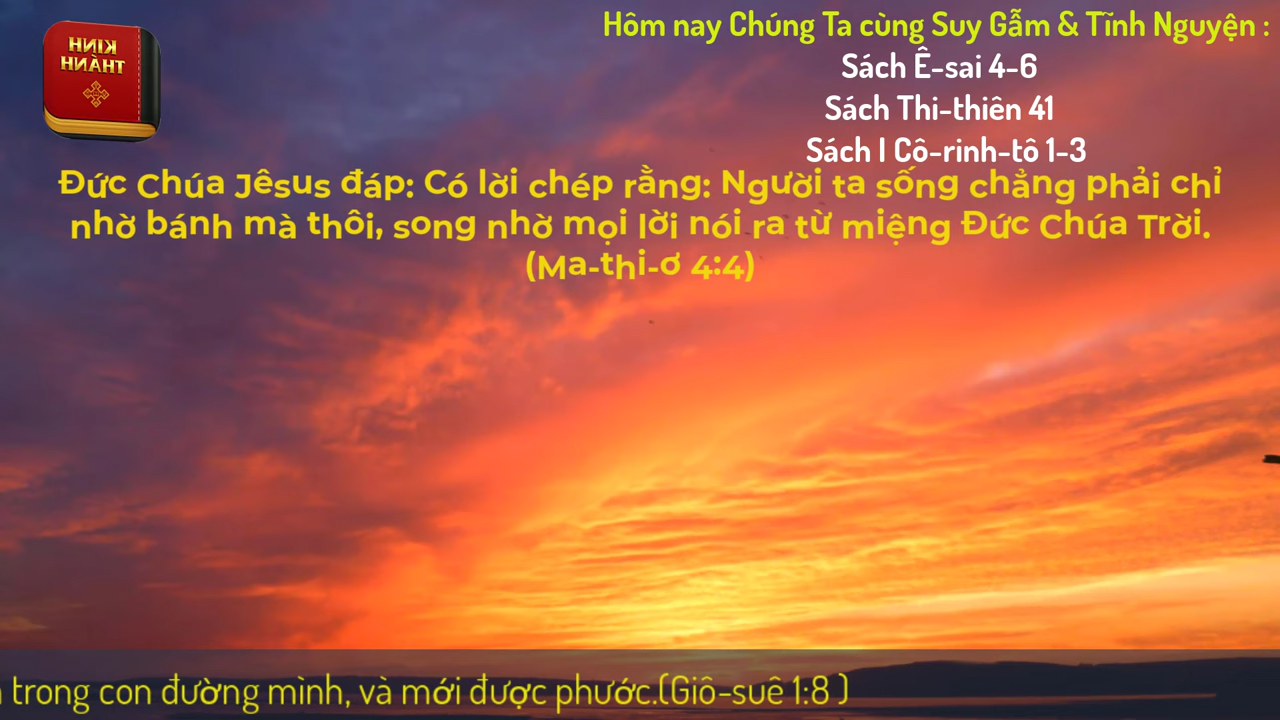 KINH
THÁNH
Hôm nay Chúng Ta cùng Suy Gẫm & Tĩnh Nguyện :
Sách Ê-sai 4-6
Sách Thi-thiên 41
Sách I Cô-rinh-tô 1-3
Đức Chúa Jêsus đáp: Có lời chép rằng: Người ta sống chẳng phải chỉ
nhờ bánh mà thôi, song nhờ mọi lời nói ra từ miệng Đức Chúa Trời.
(Ma-thi-ơ 4:4)
trong con đường mình, và mới được phước.(Giô-suê 1:8 )